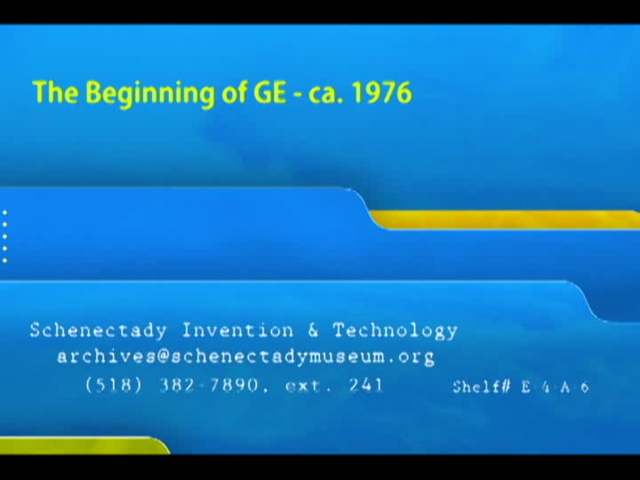 The Beginning of GE - ca. 1976
Schenectady Invention & Technology
archives@schenectadymuseum.org
(518) 382-7890, ext. 241
Shelf# E-4-A-6